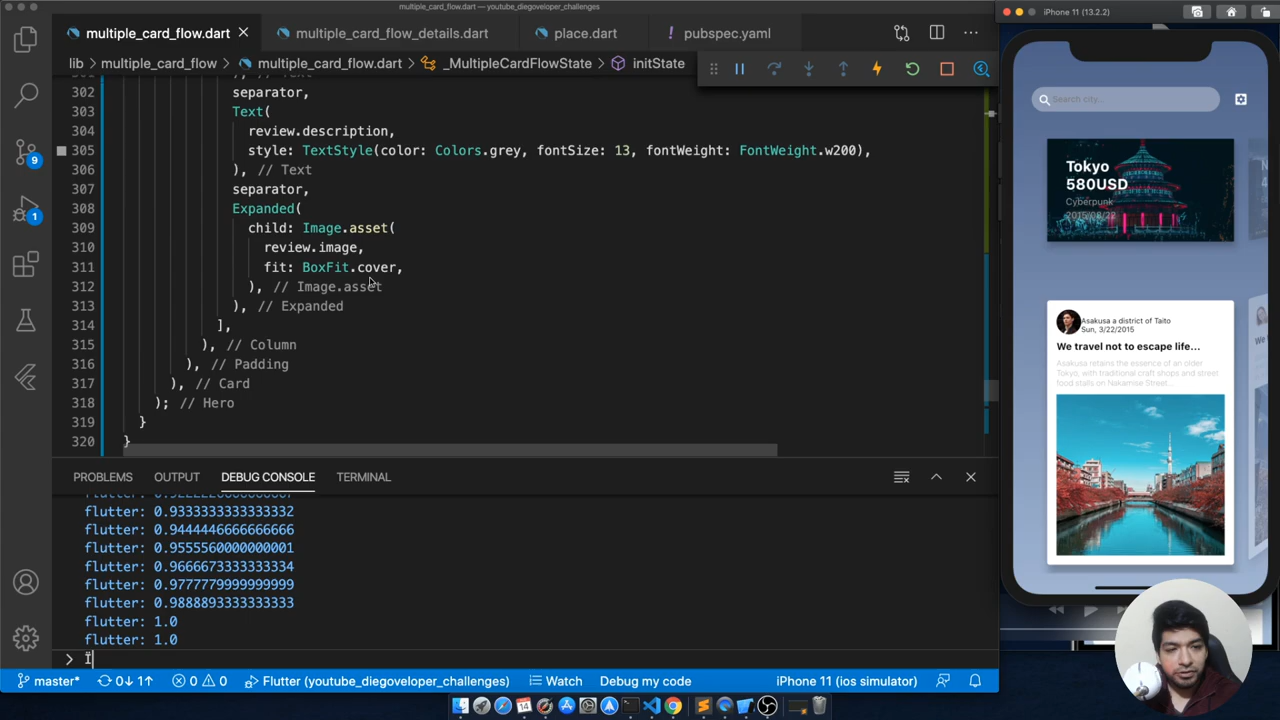 multiple_card_flow.dart — youtube_diegoveloper_challenges
iPhone 11 (13.2.2)
multiple_card_flow.dart
multiple_card_flow_details.dart
place.dart
pubspec.yaml
lib > multiple_card_flow > multiple_card_flow.dart > _MultipleCardFlowState > initState
301 ), // Text
302 separator,
303 Text(
304 review.description,
305 style: TextStyle(color: Colors.grey, fontSize: 13, fontWeight: FontWeight.w200),
306 ), // Text
307 separator,
308 Expanded(
309 child: Image.asset(
310 review.image,
311 fit: BoxFit.cover,
312 ), // Image.asset
313 ), // Expanded
314 ],
315 ), // Column
316 ), // Padding
317 ), // Card
318 ); // Hero
319 }
320 }
9
1
PROBLEMS OUTPUT DEBUG CONSOLE TERMINAL
flutter: 0.9333333333333332
flutter: 0.9444446666666666
flutter: 0.9555560000000001
flutter: 0.9666673333333334
flutter: 0.9777779999999999
flutter: 0.9888893333333333
flutter: 1.0
flutter: 1.0
>
master* 0↓ 1↑ 0 0 Flutter (youtube_diegoveloper_challenges) Watch Debug my code iPhone 11 (ios simulator)
Search city...
Tokyo
580USD
Cyberpunk
2015/08/22
Asakusa a district of Taito
Sun, 3/22/2015
We travel not to escape life...
Asakusa retains the essence of an older
Tokyo, with traditional craft shops and street
food stalls on Nakamise Street...
14